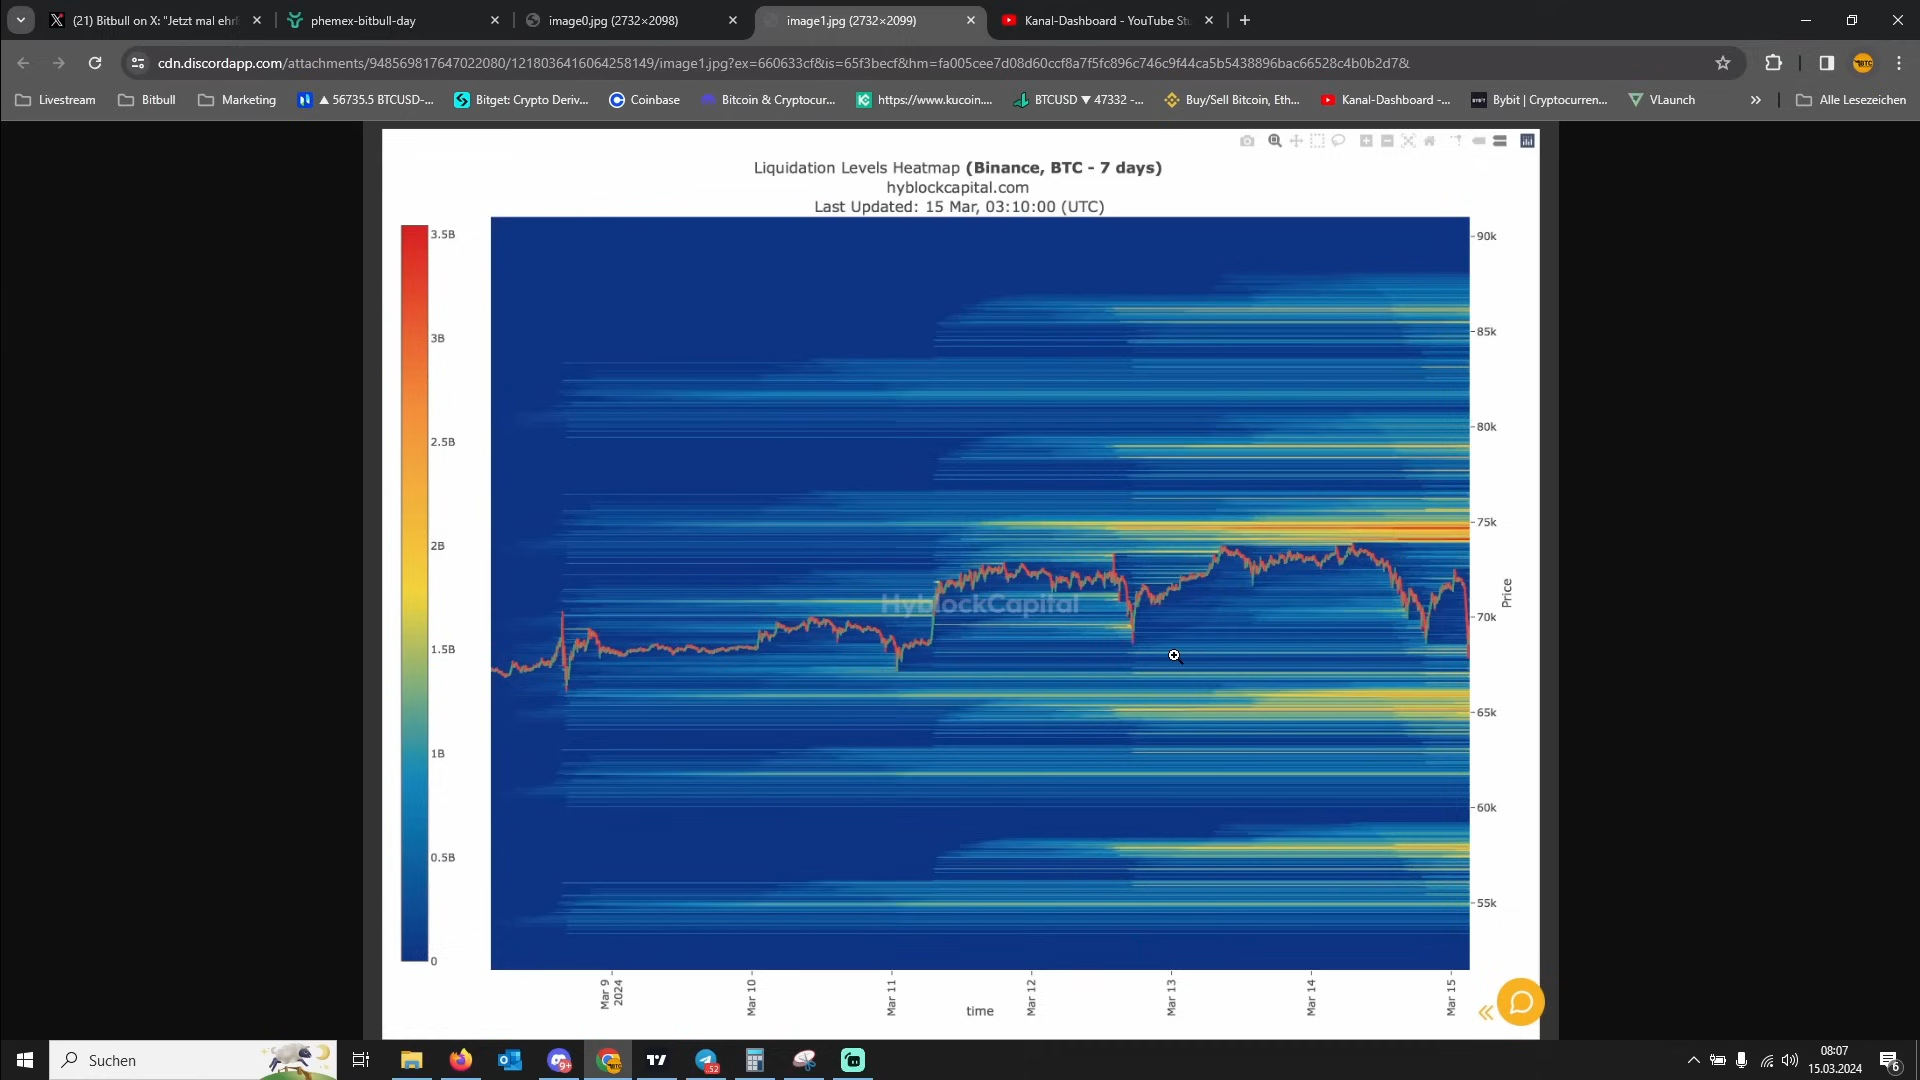 (21) Bitbull on X: "Jetzt mal ehrl
phemex-bitbull-day
image0.jpg (2732×2098)
image1.jpg (2732×2099)
Kanal-Dashboard - YouTube Stu
cdn.discordapp.com/attachments/948569817647022080/1218036416064258149/image1.jpg?ex=660633cf&is=65f3becf&hm=fa005cee7d08d60ccf8a7f5fc896c746c9f44ca5b5438896bac66528c4b0b2d7&
Livestream
Bitbull
Marketing
▲ 56735.5 BTCUSD-...
Bitget: Crypto Deriv...
Coinbase
Bitcoin & Cryptocur...
https://www.kucoin....
BTCUSD ▼ 47332 -...
Buy/Sell Bitcoin, Eth...
Kanal-Dashboard -...
Bybit | Cryptocurren...
VLaunch
»
Alle Lesezeichen
Liquidation Levels Heatmap (Binance, BTC - 7 days)
hyblockcapital.com
Last Updated: 15 Mar, 03:10:00 (UTC)
3.5B
3B
2.5B
2B
1.5B
1B
0.5B
0
90k
85k
80k
75k
70k
65k
60k
55k
Price
HyblockCapital
Mar 9
2024
Mar 10
Mar 11
Mar 12
Mar 13
Mar 14
Mar 15
time
Suchen
9+
52
08:07
15.03.2024
6